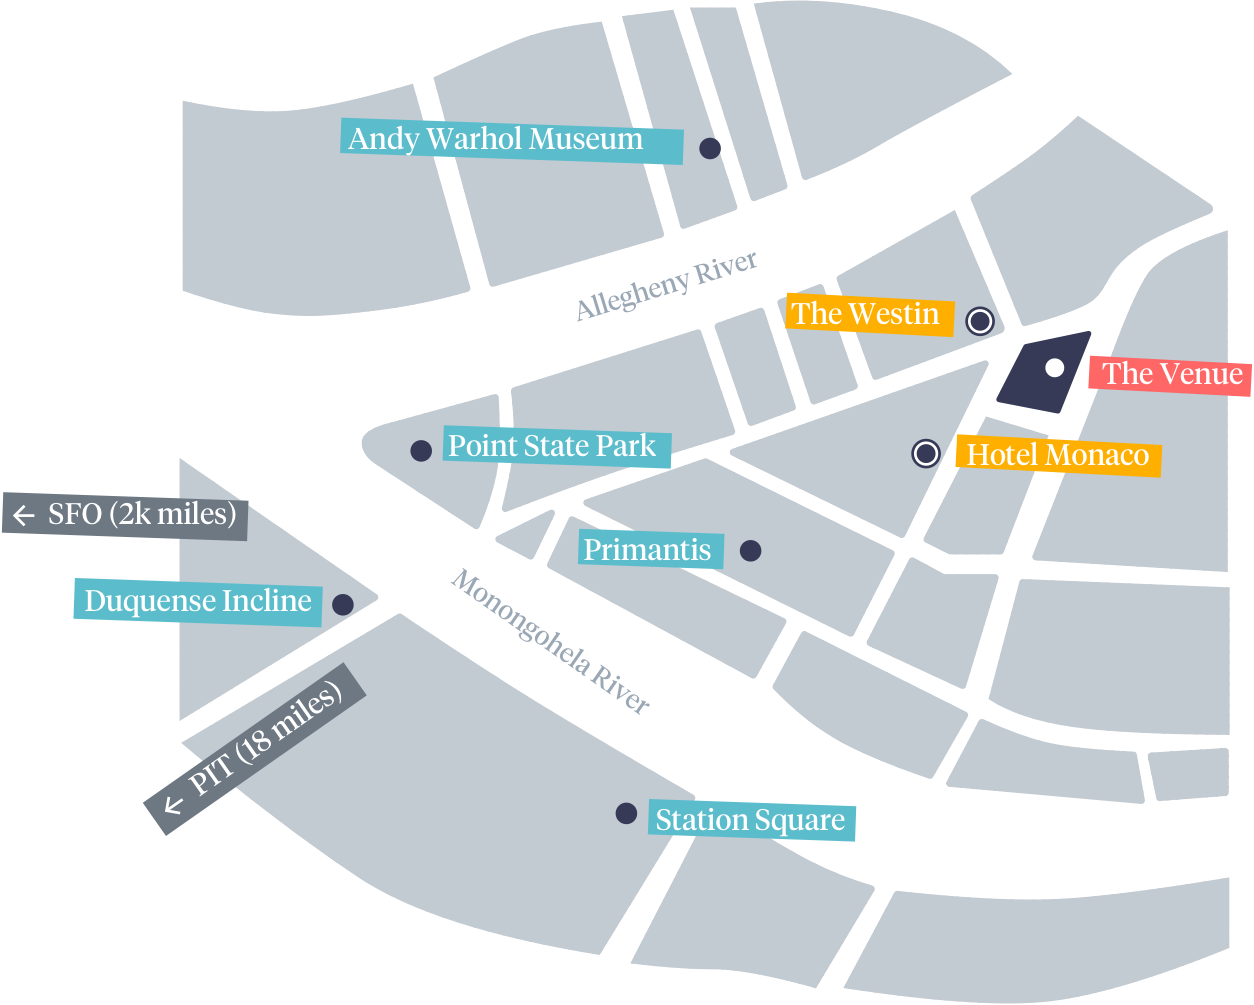 Andy Warhol Museum
Allegheny River
The Westin
The Venue
Point State Park
Hotel Monaco
← SFO (2k miles)
Primantis
Duquense Incline
Monongohela River
← PIT (18 miles)
Station Square